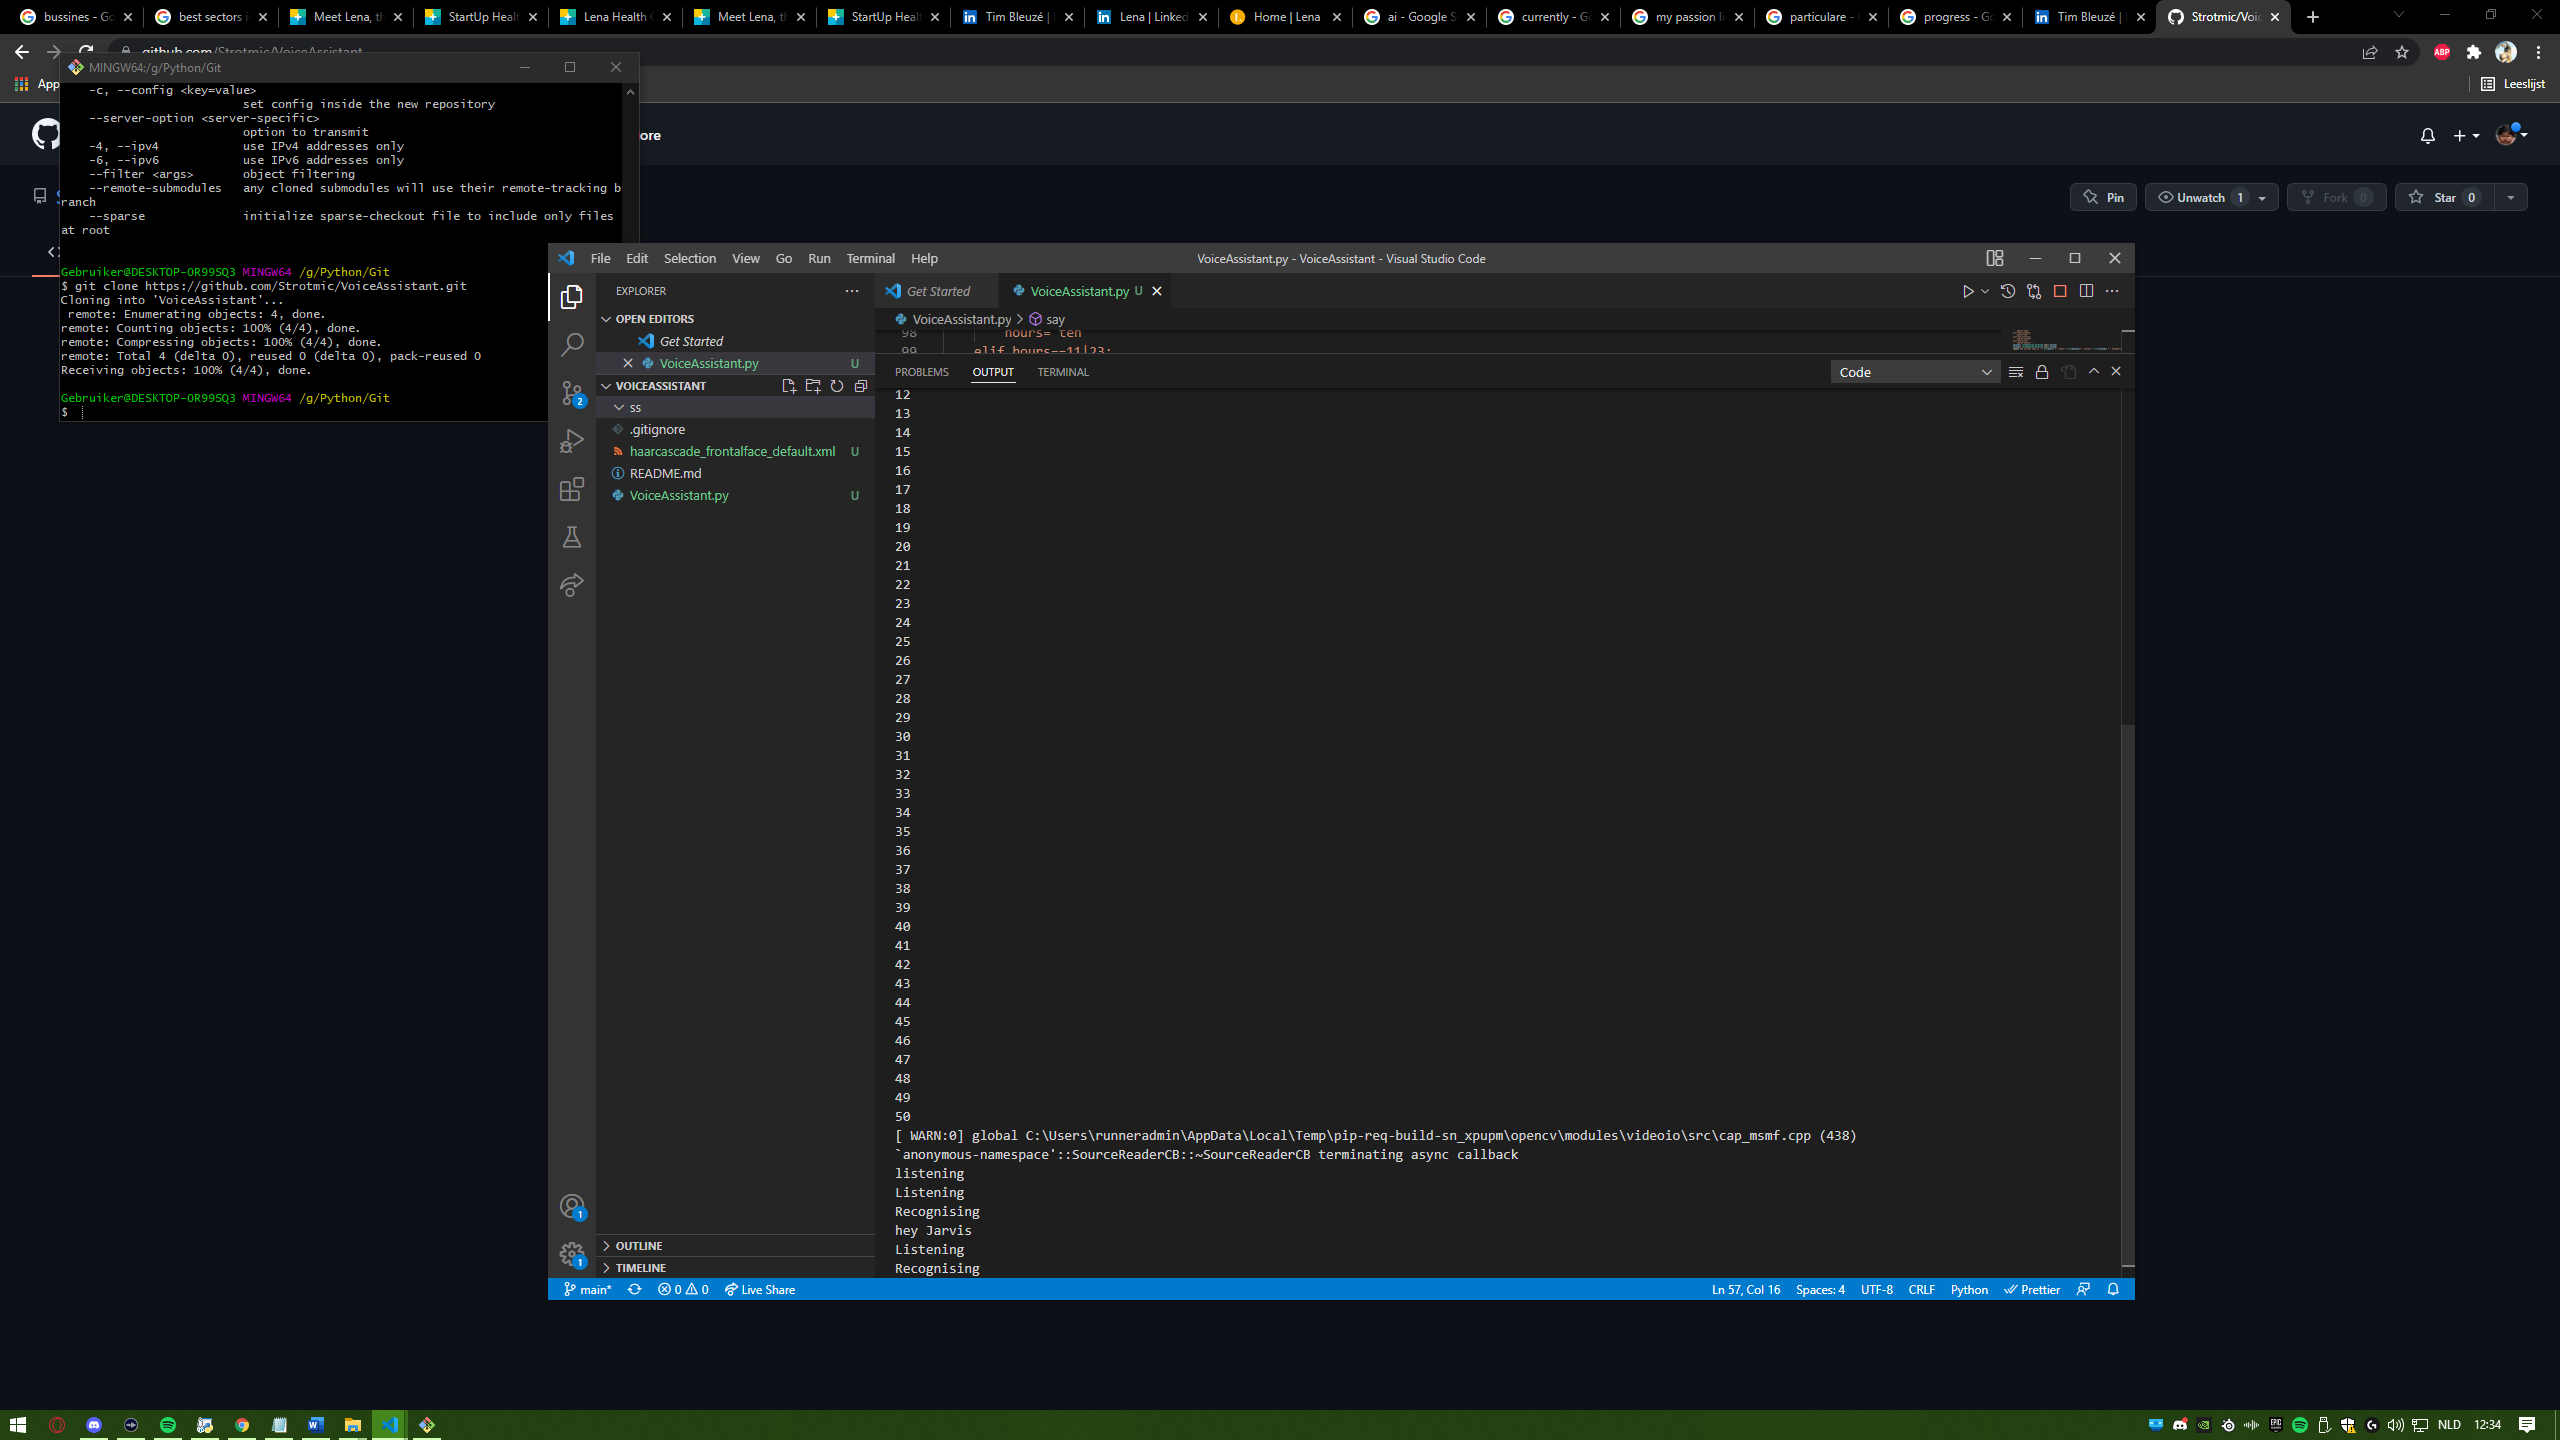 bussines - Go
best sectors i
Meet Lena, th
StartUp Healt
Lena Health (
Meet Lena, th
StartUp Healt
Tim Bleuzé | L
Lena | Linked
Home | Lena
ai - Google S
currently - Go
my passion li
particulare - G
progress - Go
Tim Bleuzé | L
Strotmic/Voic
github.com/Strotmic/VoiceAssistant
ABP
App
Leeslijst
ore
Pin
Unwatch 1
Fork 0
Star 0
MINGW64:/g/Python/Git
-c, --config <key=value>
set config inside the new repository
--server-option <server-specific>
option to transmit
-4, --ipv4 use IPv4 addresses only
-6, --ipv6 use IPv6 addresses only
--filter <args> object filtering
--remote-submodules any cloned submodules will use their remote-tracking b
ranch
--sparse initialize sparse-checkout file to include only files
at root
Gebruiker@DESKTOP-OR99SQ3 MINGW64 /g/Python/Git
$ git clone https://github.com/Strotmic/VoiceAssistant.git
Cloning into 'VoiceAssistant'...
remote: Enumerating objects: 4, done.
remote: Counting objects: 100% (4/4), done.
remote: Compressing objects: 100% (4/4), done.
remote: Total 4 (delta 0), reused 0 (delta 0), pack-reused 0
Receiving objects: 100% (4/4), done.
Gebruiker@DESKTOP-OR99SQ3 MINGW64 /g/Python/Git
$
File Edit Selection View Go Run Terminal Help
VoiceAssistant.py - VoiceAssistant - Visual Studio Code
EXPLORER
OPEN EDITORS
Get Started
VoiceAssistant.py U
VOICEASSISTANT
ss
.gitignore
haarcascade_frontalface_default.xml U
README.md
VoiceAssistant.py U
OUTLINE
TIMELINE
2
1
1
Get Started
VoiceAssistant.py U
VoiceAssistant.py > say
98 hours= ten
99 elif hours==11|23:
PROBLEMS OUTPUT TERMINAL
Code
12
13
14
15
16
17
18
19
20
21
22
23
24
25
26
27
28
29
30
31
32
33
34
35
36
37
38
39
40
41
42
43
44
45
46
47
48
49
50
[ WARN:0] global C:\Users\runneradmin\AppData\Local\Temp\pip-req-build-sn_xpupm\opencv\modules\videoio\src\cap_msmf.cpp (438)
`anonymous-namespace'::SourceReaderCB::~SourceReaderCB terminating async callback
listening
Listening
Recognising
hey Jarvis
Listening
Recognising
main* 0 0 Live Share
Ln 57, Col 16 Spaces: 4 UTF-8 CRLF Python Prettier
NLD 12:34